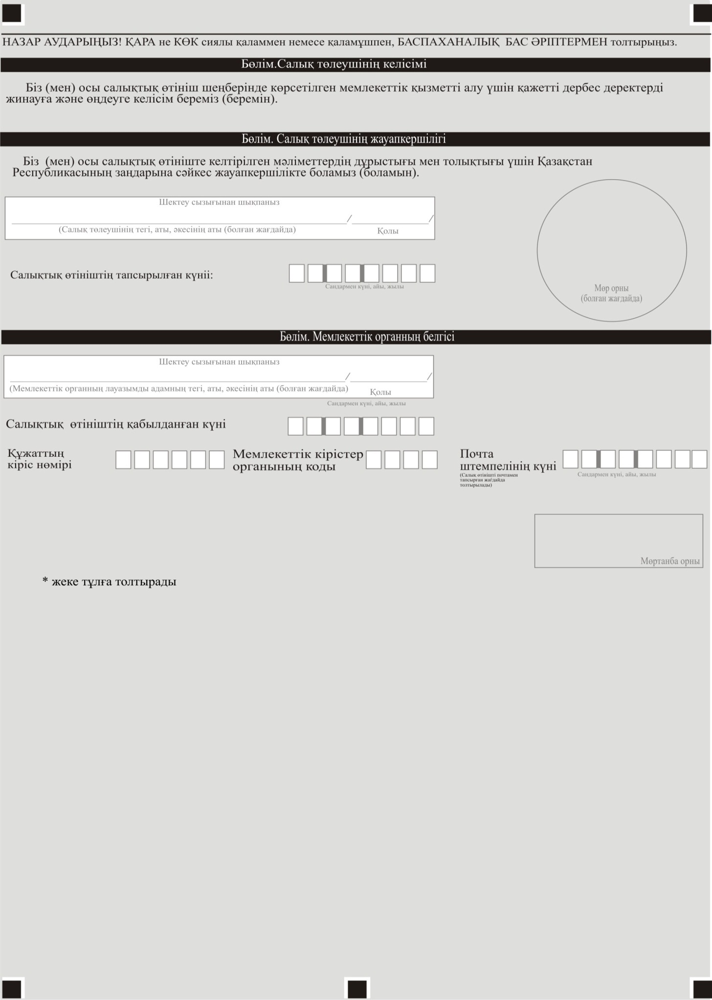 НАЗАР АУДАРЫҢЫЗ! ҚАРА не КӨК сиялы қаламмен немесе қаламұшпен, БАСПАХАНАЛЫҚ БАС ӘРІПТЕРМЕН толтырыңыз.
Бөлім.Салық төлеушінің келісімі
Біз (мен) осы салықтық өтініш шеңберінде көрсетілген мемлекеттік қызметті алу үшін қажетті дербес деректерді
жинауға және өңдеуге келісім береміз (беремін).
Бөлім. Салық төлеушінің жауапкершілігі
Біз (мен) осы салықтық өтініште келтірілген мәліметтердің дұрыстығы мен толықтығы үшін Қазақстан
Республикасының заңдарына сәйкес жауапкершілікте боламыз (боламын).
Шектеу сызығынан шықпаныз
/ /
(Салық төлеушінің тегі, аты, әкесінің аты (болған жағдайда)
Қолы
Салықтық өтініштің тапсырылған күніі:
Сандармен күні, айы, жылы
Мөр орны
(болған жағдайда)
Бөлім. Мемлекеттік органның белгісі
Шектеу сызығынан шықпаныз
/ /
(Мемлекеттік органның лауазымды адамның тегі, аты, әкесінің аты (болған жағдайда)
Қолы
Сандармен күні, айы, жылы
Салықтық өтініштің қабылданған күні
Құжаттың
кіріс нөмірі
Мемлекеттік кірістер
органының коды
Почта
штемпелінің күні
(Салық өтінішті почтамен
тапсырған жағдайда
толтырылады)
Сандармен күні, айы, жылы
Мөртанба орны
* жеке тұлға толтырады